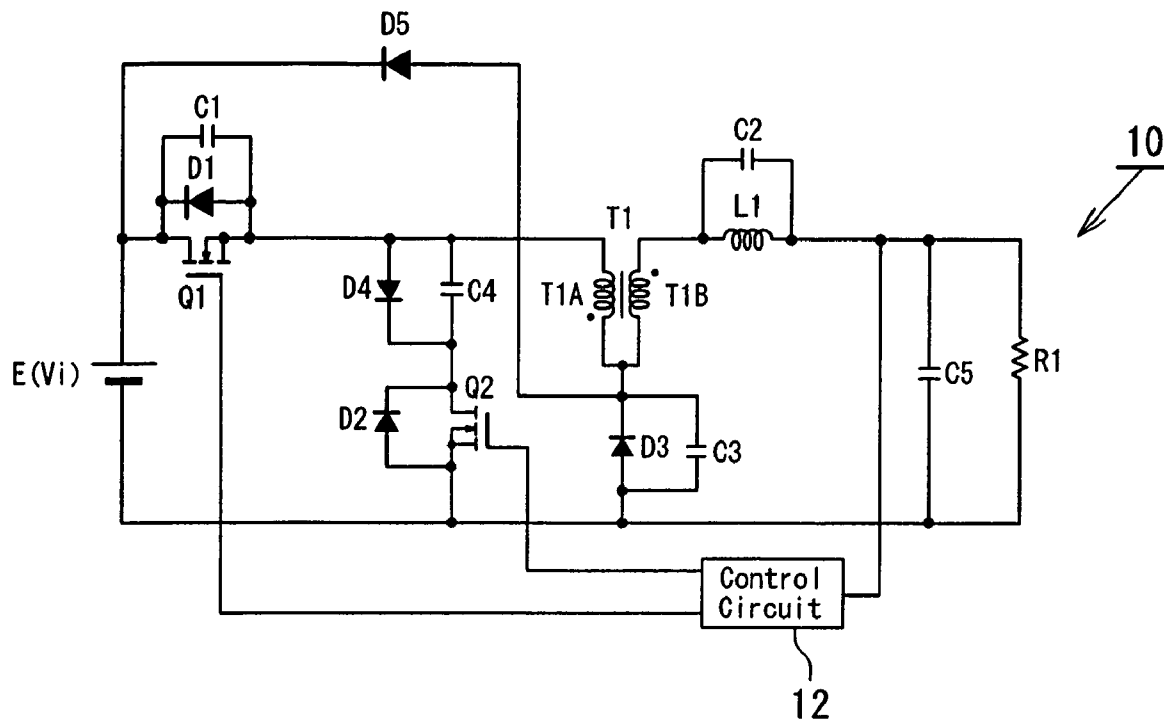 D5
C1
D1
Q1
C2
L1
10
T1
D4
C4
T1A
T1B
E(Vi)
Q2
D2
D3
C3
C5
R1
Control
Circuit
12